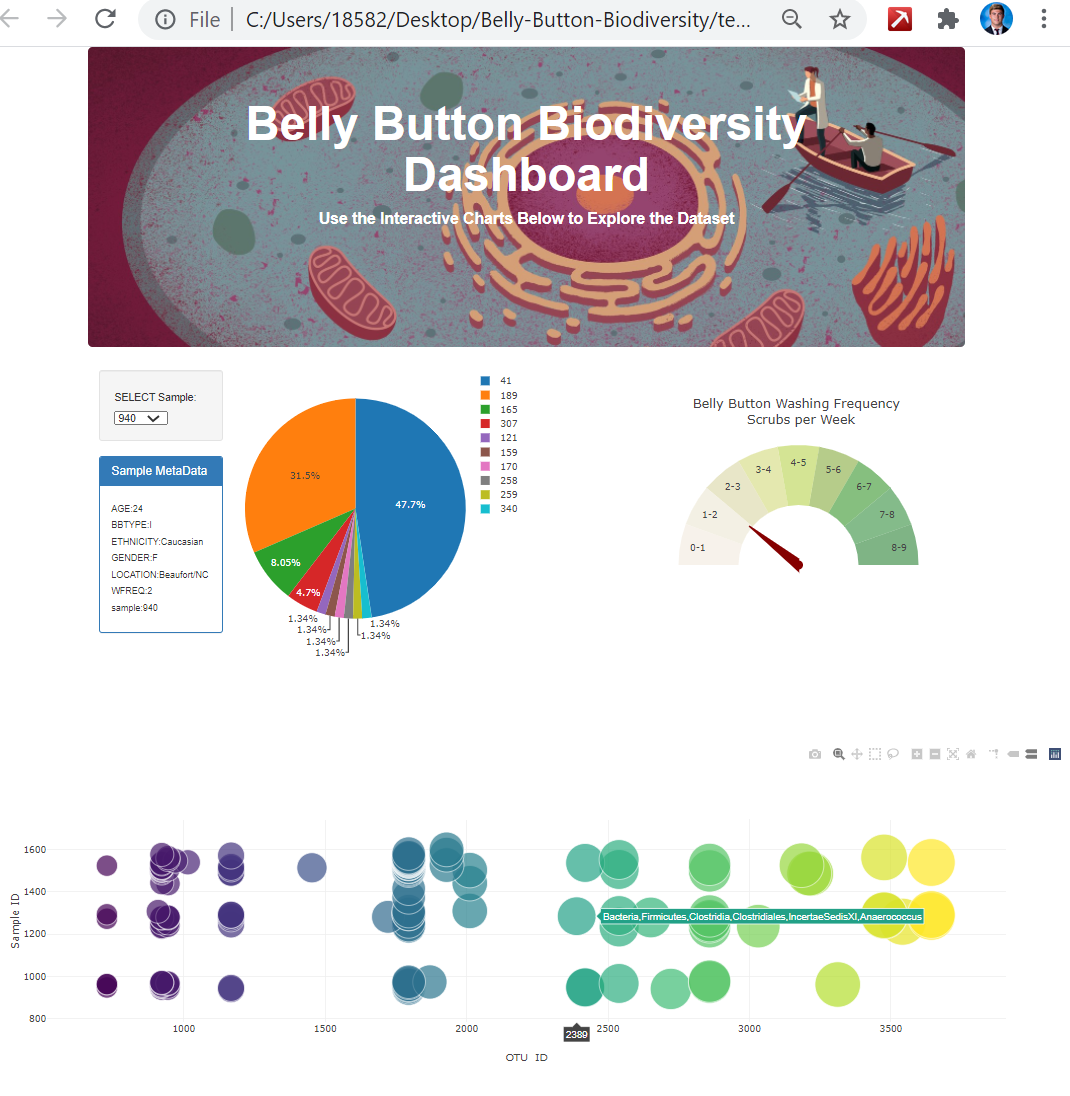 File
C:/Users/18582/Desktop/Belly-Button-Biodiversity/te...
Belly Button Biodiversity
Dashboard
Use the Interactive Charts Below to Explore the Dataset
SELECT Sample:
940
Sample MetaData
AGE:24
BBTYPE:I
ETHNICITY:Caucasian
GENDER:F
LOCATION:Beaufort/NC
WFREQ:2
sample:940
47.7%
31.5%
8.05%
4.7%
1.34%
1.34%
1.34%
1.34%
1.34%
1.34%
41
189
165
307
121
159
170
258
259
340
Belly Button Washing Frequency
Scrubs per Week
0-1
1-2
2-3
3-4
4-5
5-6
6-7
7-8
8-9
1600
1400
1200
1000
800
Sample ID
Bacteria,Firmicutes,Clostridia,Clostridiales,IncertaeSedisXI,Anaerococcus
1000
1500
2000
2500
3000
3500
2389
OTU ID